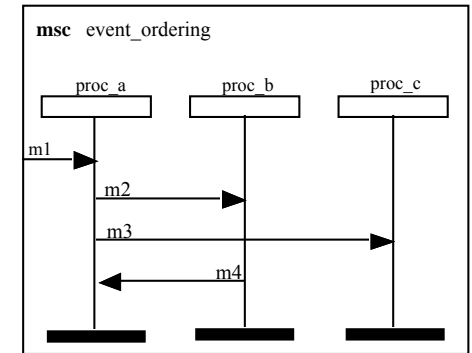 msc event_ordering
proc_a proc_b proc_c
m1
m2
m3
m4